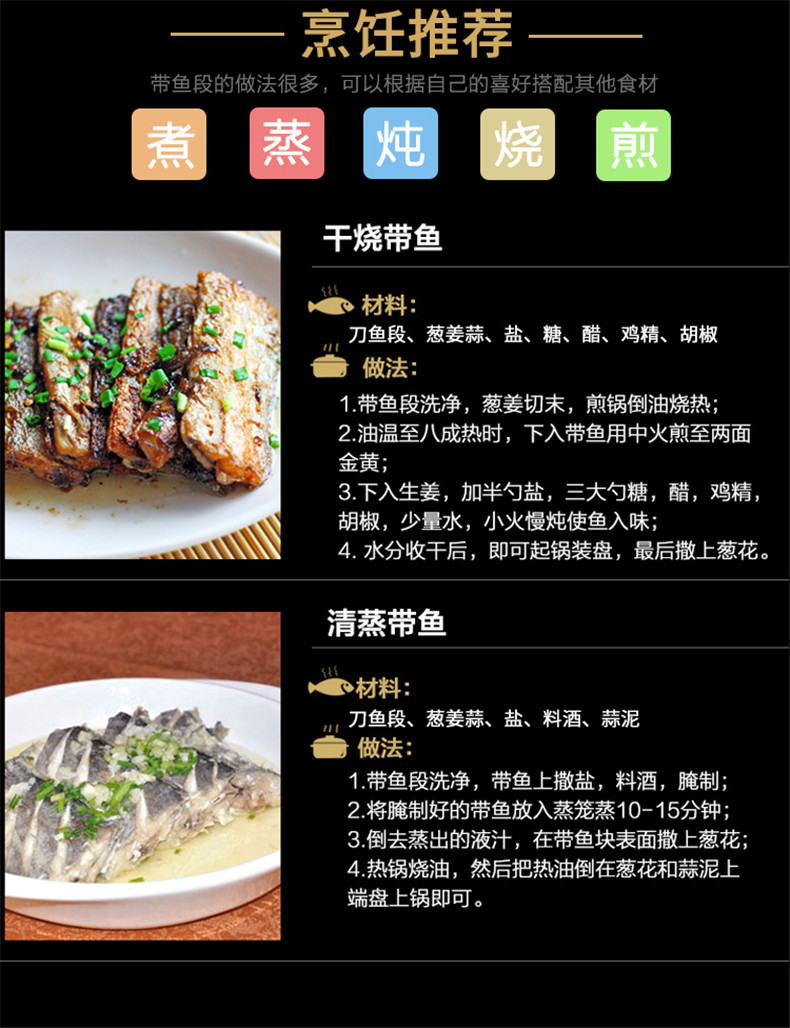 烹饪推荐
带鱼段的做法很多，可以根据自己的喜好搭配其他食材
煮 蒸 炖 烧 煎
干烧带鱼
材料：
刀鱼段、葱姜蒜、盐、糖、醋、鸡精、胡椒
做法：
1.带鱼段洗净，葱姜切末，煎锅倒油烧热；
2.油温至八成热时，下入带鱼用中火煎至两面
金黄；
3.下入生姜，加半勺盐，三大勺糖，醋，鸡精，
胡椒，少量水，小火慢炖使鱼入味；
4. 水分收干后，即可起锅装盘，最后撒上葱花。
清蒸带鱼
材料：
刀鱼段、葱姜蒜、盐、料酒、蒜泥
做法：
1.带鱼段洗净，带鱼上撒盐，料酒，腌制；
2.将腌制好的带鱼放入蒸笼蒸10-15分钟；
3.倒去蒸出的液汁，在带鱼块表面撒上葱花；
4.热锅烧油，然后把热油倒在葱花和蒜泥上
端盘上锅即可。